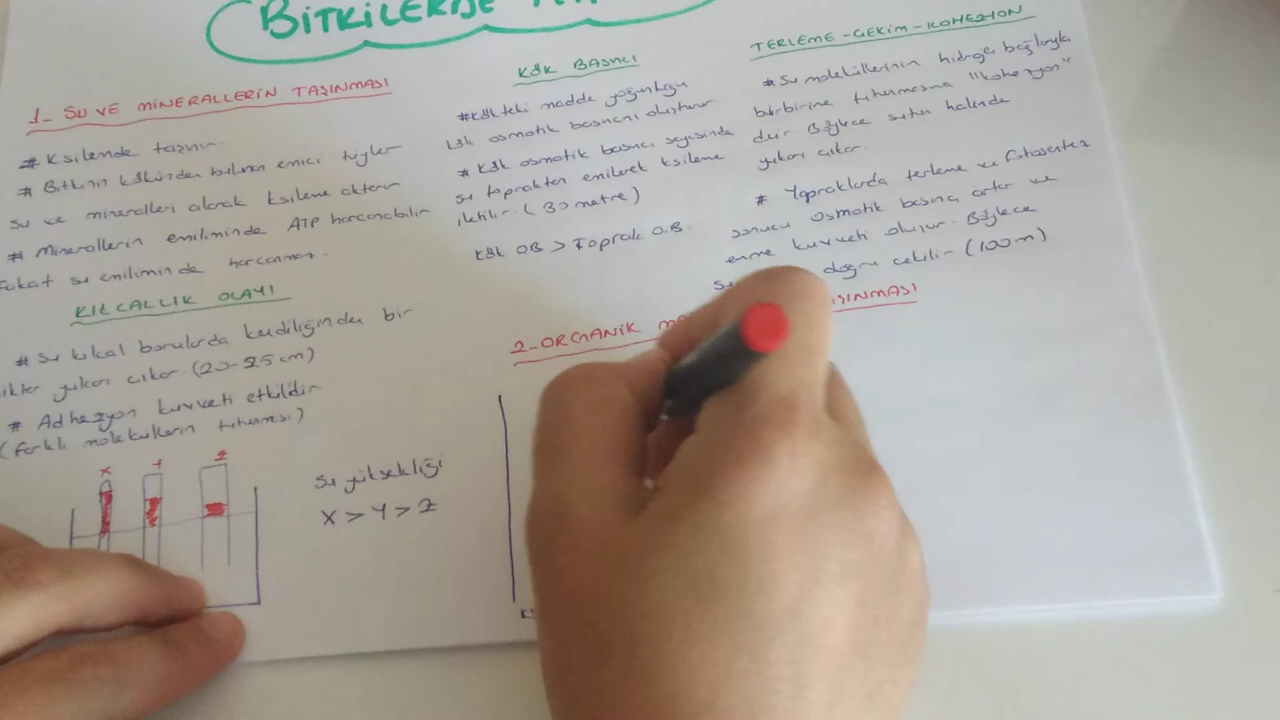 BİTKİLERDE
1- SU VE MİNERALLERİN TAŞINMASI
# Ksilemde taşınır.
# Bitkinin kökünden bulunan emici tüyler
su ve mineralleri alarak ksileme aktarır
# Minerallerin emiliminde ATP harcanabilir
fakat su emiliminde harcanmaz.
KILCALLIK OLAYI
# Su kılcal borularda kendiliğinden bir
miktar yukarı çıkar (20-25 cm)
# Adhezyon kuvveti etkilidir
(Farklı moleküllerin tutunması)
X Y Z
Su yüksekliği
X > Y > Z
KÖK BASINCI
# Kökteki madde yoğunluğu
kök osmotik basıncını oluşturur
# Kök osmotik basıncı sayesinde
su topraktan emilerek ksileme
iletilir (30 metre)
Kök OB > Toprak O.B.
TERLEME-ÇEKİM-KOHEZYON
# Su moleküllerinin hidrojen bağlarıyla
birbirine tutunmasına "kohezyon"
denir. Böylece sütun halinde
yukarı çıkar
# Yapraklarda terleme ve fotosentez
sonucu osmotik basınç artar ve
emme kuvveti oluşur. Böylece
su doğru çekilir (100m)
2-ORGANİK